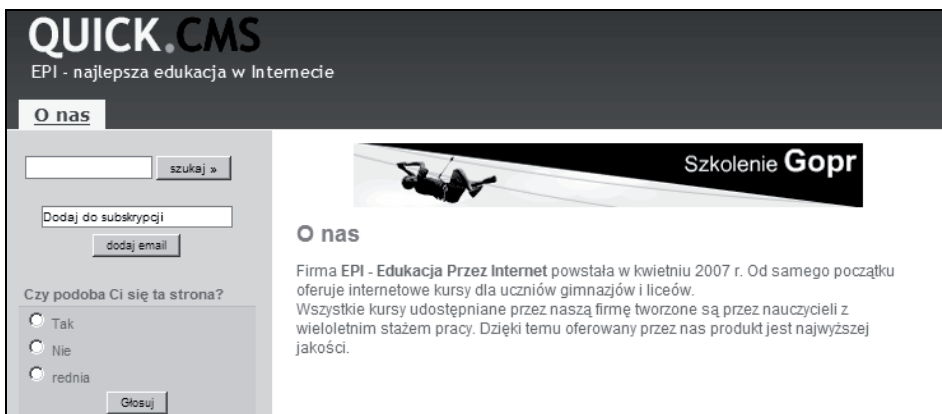 QUICK.CMS
EPI - najlepsza edukacja w Internecie
O nas
szukaj »
Dodaj do subskrypcji
dodaj email
Czy podoba Ci się ta strona?
Tak
Nie
rednia
Głosuj
Szkolenie Gopr
O nas
Firma EPI - Edukacja Przez Internet powstała w kwietniu 2007 r. Od samego początku
oferuje internetowe kursy dla uczniów gimnazjów i liceów.
Wszystkie kursy udostępniane przez naszą firmę tworzone są przez nauczycieli z
wieloletnim stażem pracy. Dzięki temu oferowany przez nas produkt jest najwyższej
jakości.